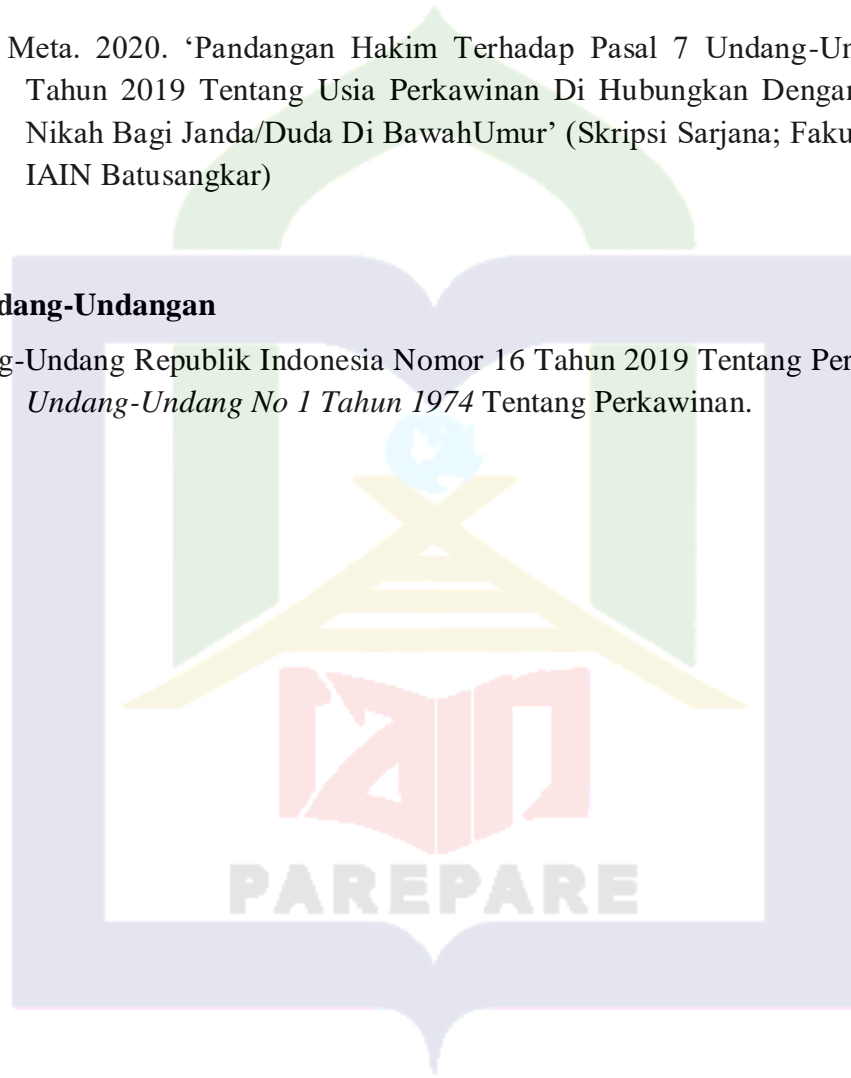 Meta. 2020. ‘Pandangan Hakim Terhadap Pasal 7 Undang-Un
Tahun 2019 Tentang Usia Perkawinan Di Hubungkan Dengan
Nikah Bagi Janda/Duda Di BawahUmur’ (Skripsi Sarjana; Faku
IAIN Batusangkar)
dang-Undangan
g-Undang Republik Indonesia Nomor 16 Tahun 2019 Tentang Per
Undang-Undang No 1 Tahun 1974 Tentang Perkawinan.
iain
PAREPARE